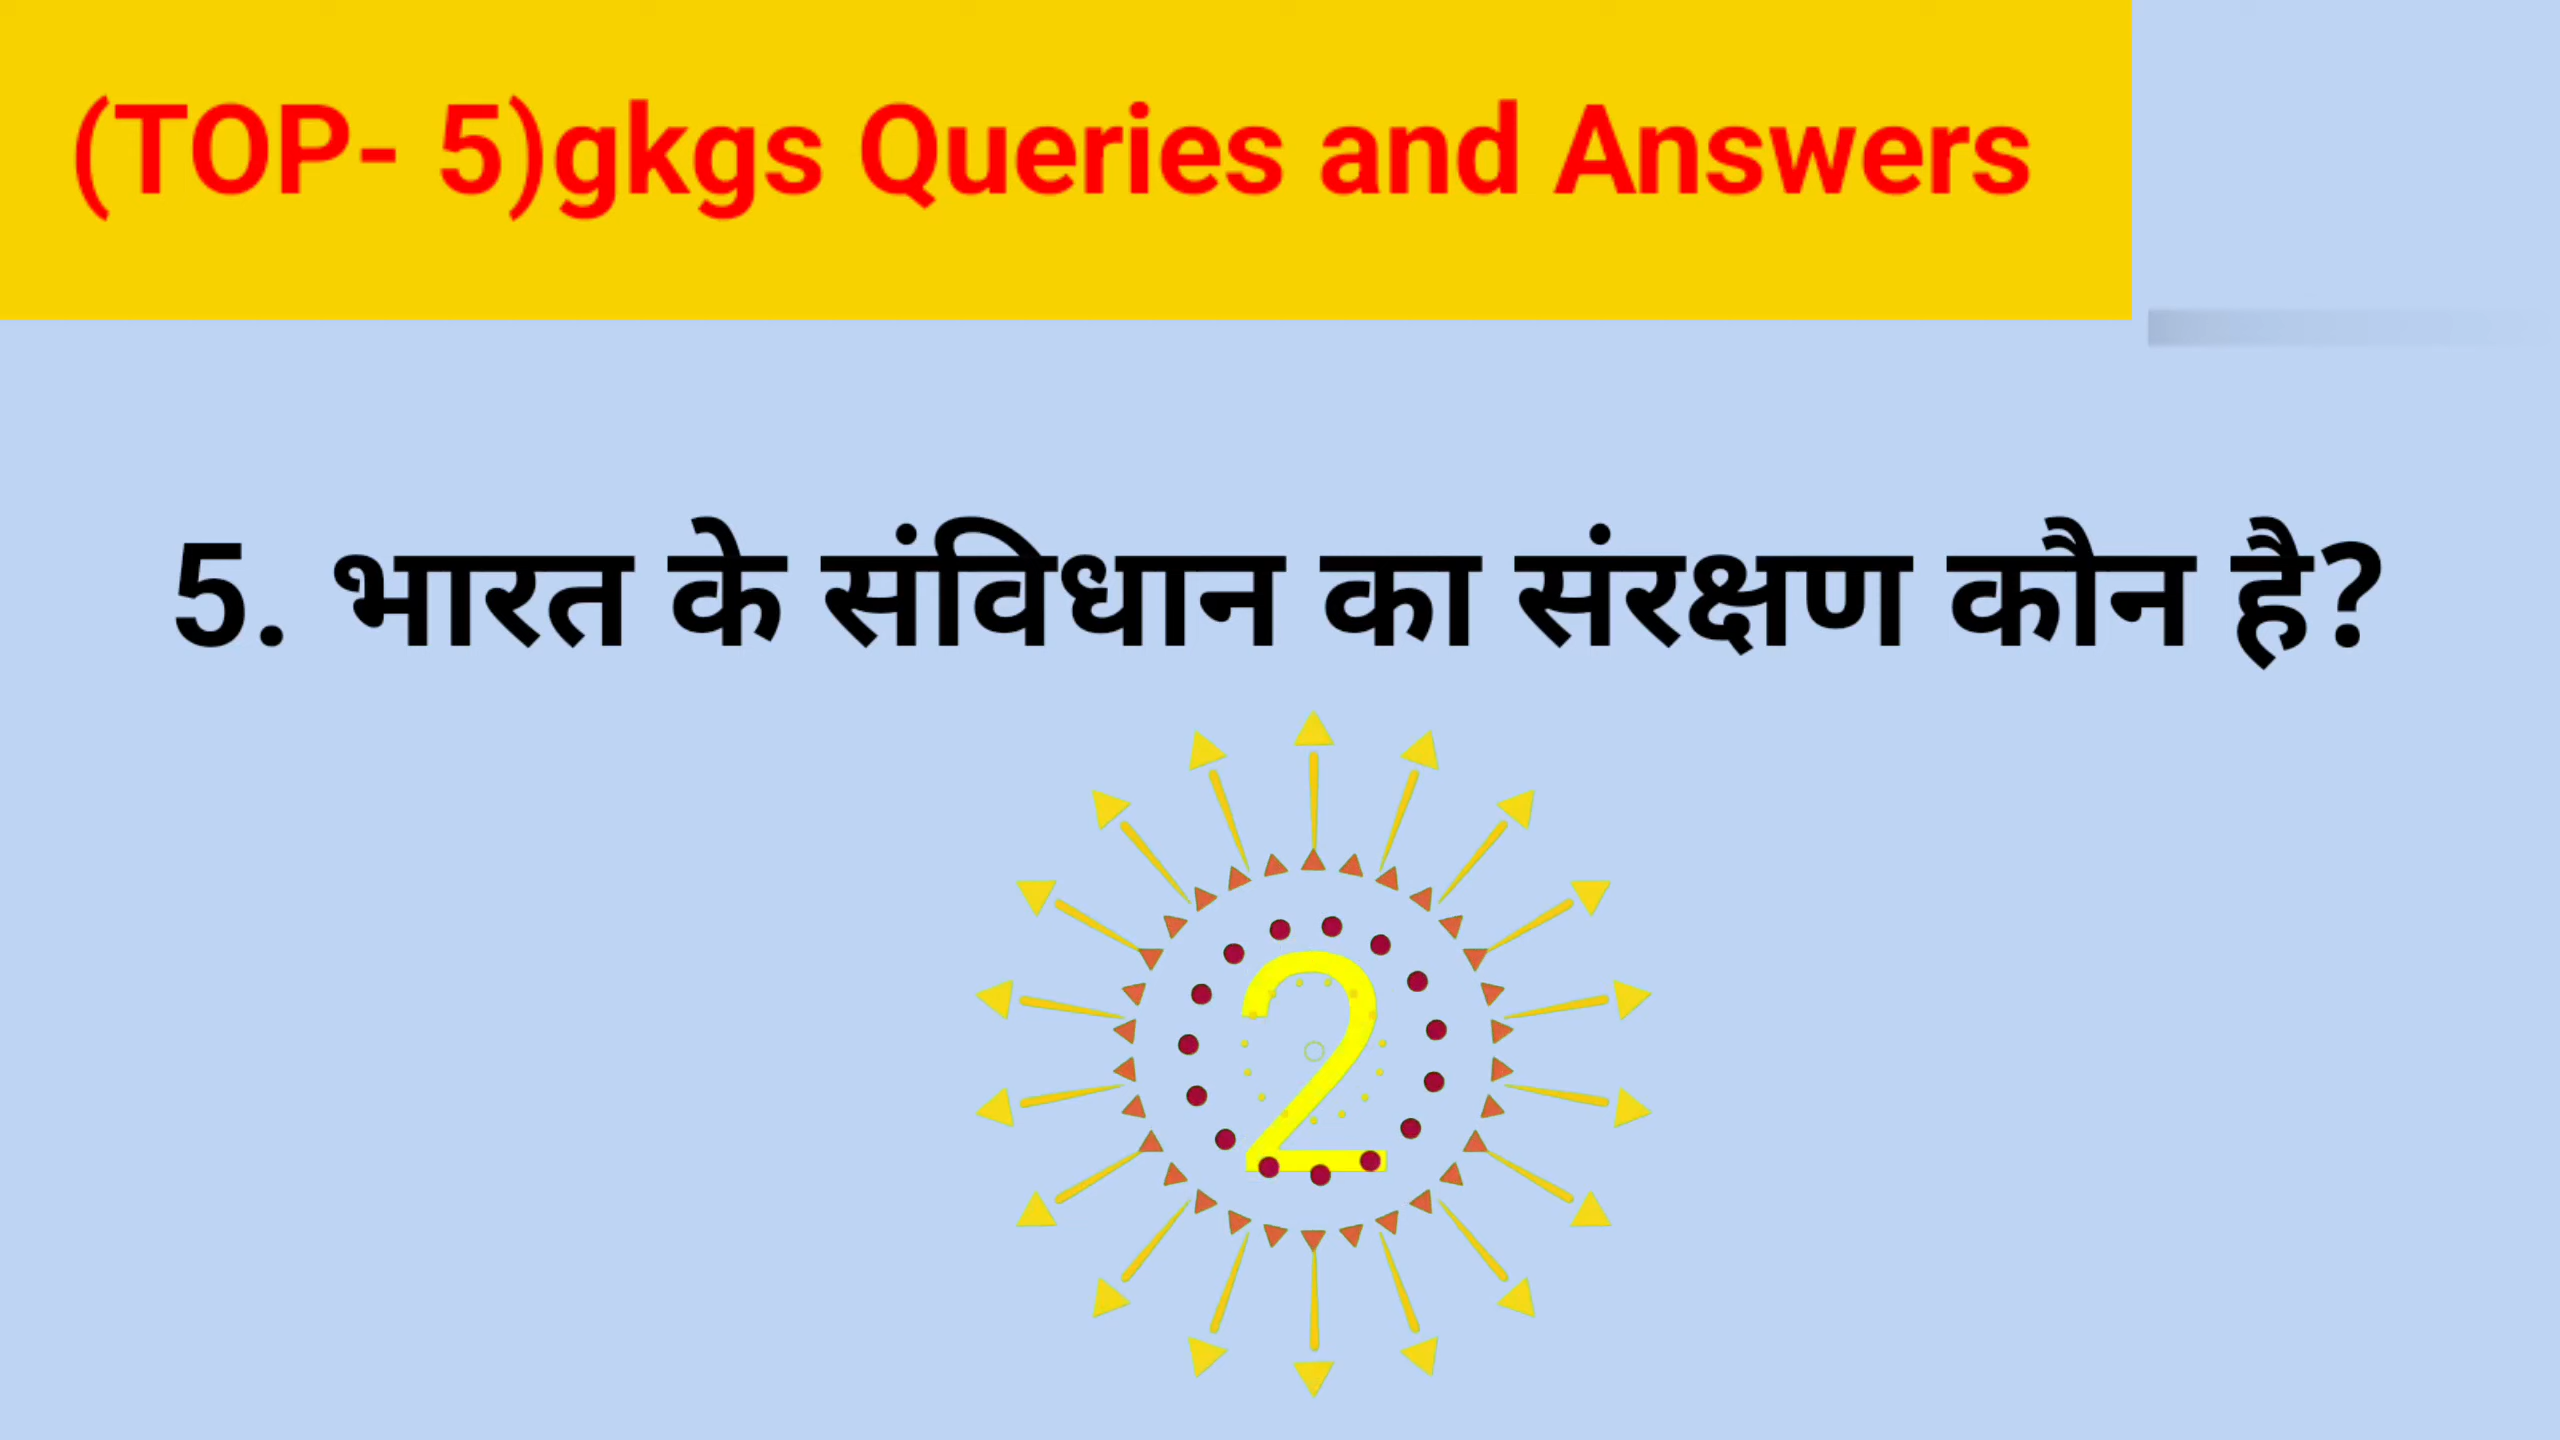 (TOP- 5)gkgs Queries and Answers
5. भारत के संविधान का संरक्षण कौन है?
2